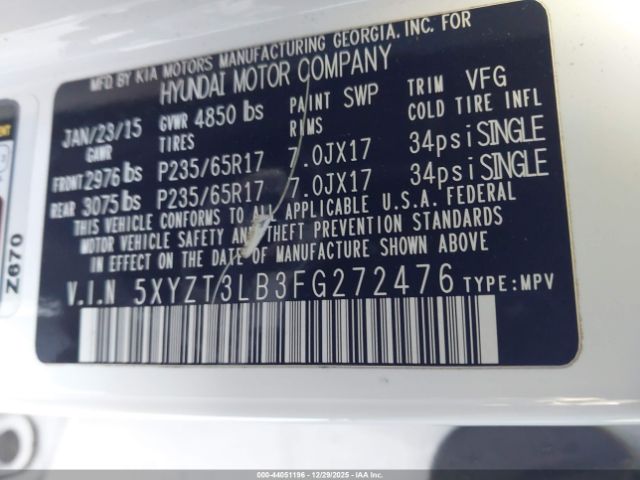 MFD.BY KIA MOTORS MANUFACTURING GEORGIA, INC. FOR
HYUNDAI MOTOR COMPANY
JAN/23/15 GVWR 4850 lbs PAINT SWP TRIM VFG
GAWR TIRES RIMS COLD TIRE INFL
FRONT 2976 lbs P235/65R17 7.0JX17 34psi SINGLE
REAR 3075 lbs P235/65R17 7.0JX17 34psi SINGLE
THIS VEHICLE CONFORMS TO ALL APPLICABLE U.S.A. FEDERAL
MOTOR VEHICLE SAFETY AND THEFT PREVENTION STANDARDS
IN EFFECT ON THE DATE OF MANUFACTURE SHOWN ABOVE
V.I.N 5XYZT3LB3FG272476 TYPE:MPV
Z670
000-44051196 • 12/29/2025 • IAA Inc.